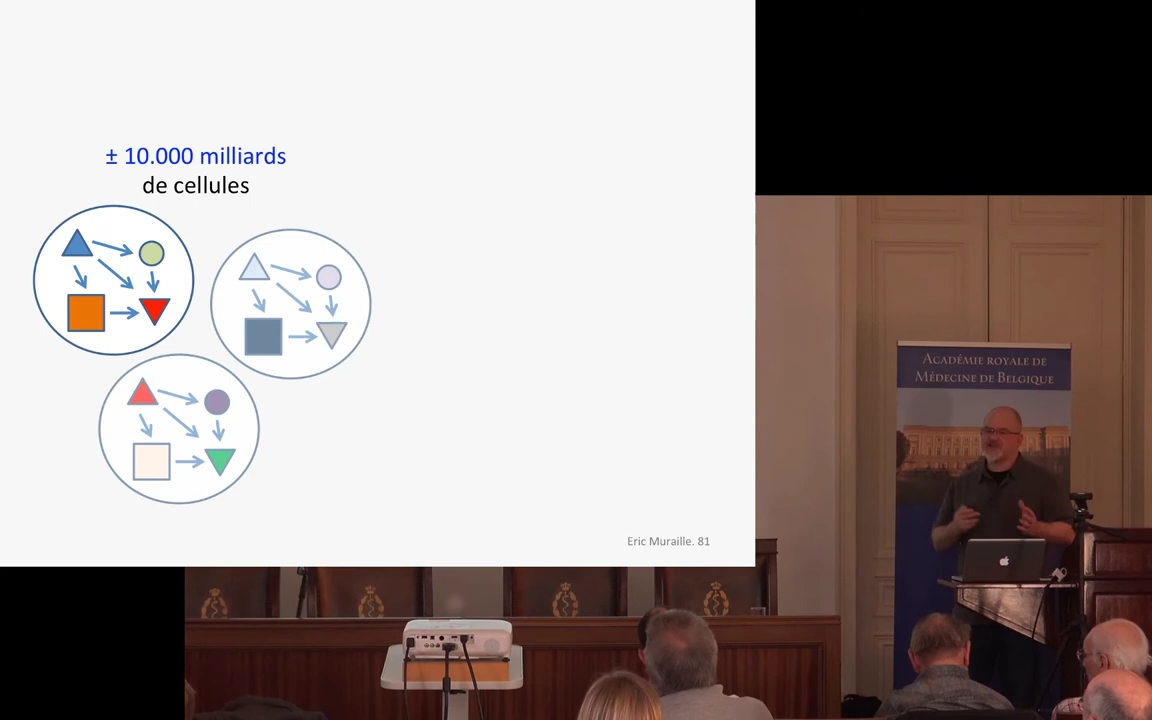 ± 10.000 milliards
de cellules
Eric Muraille. 81
Académie royale de
Médecine de Belgique